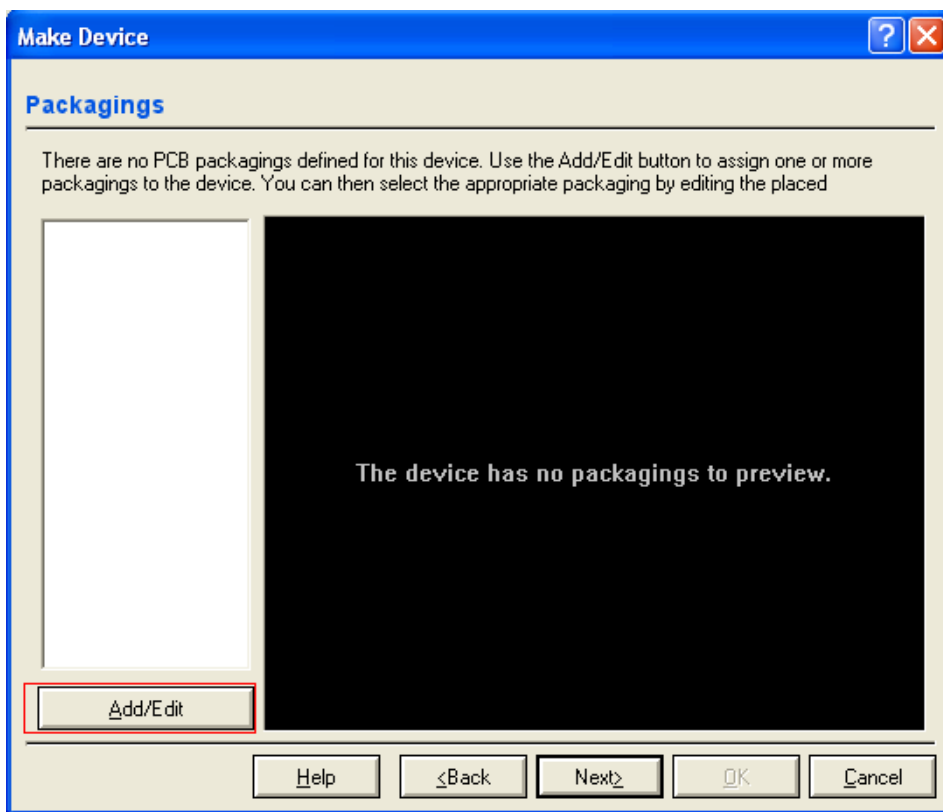 Make Device
Packagings
There are no PCB packagings defined for this device. Use the Add/Edit button to assign one or more
packagings to the device. You can then select the appropriate packaging by editing the placed
The device has no packagings to preview.
Add/Edit
Help
<Back
Next>
OK
Cancel